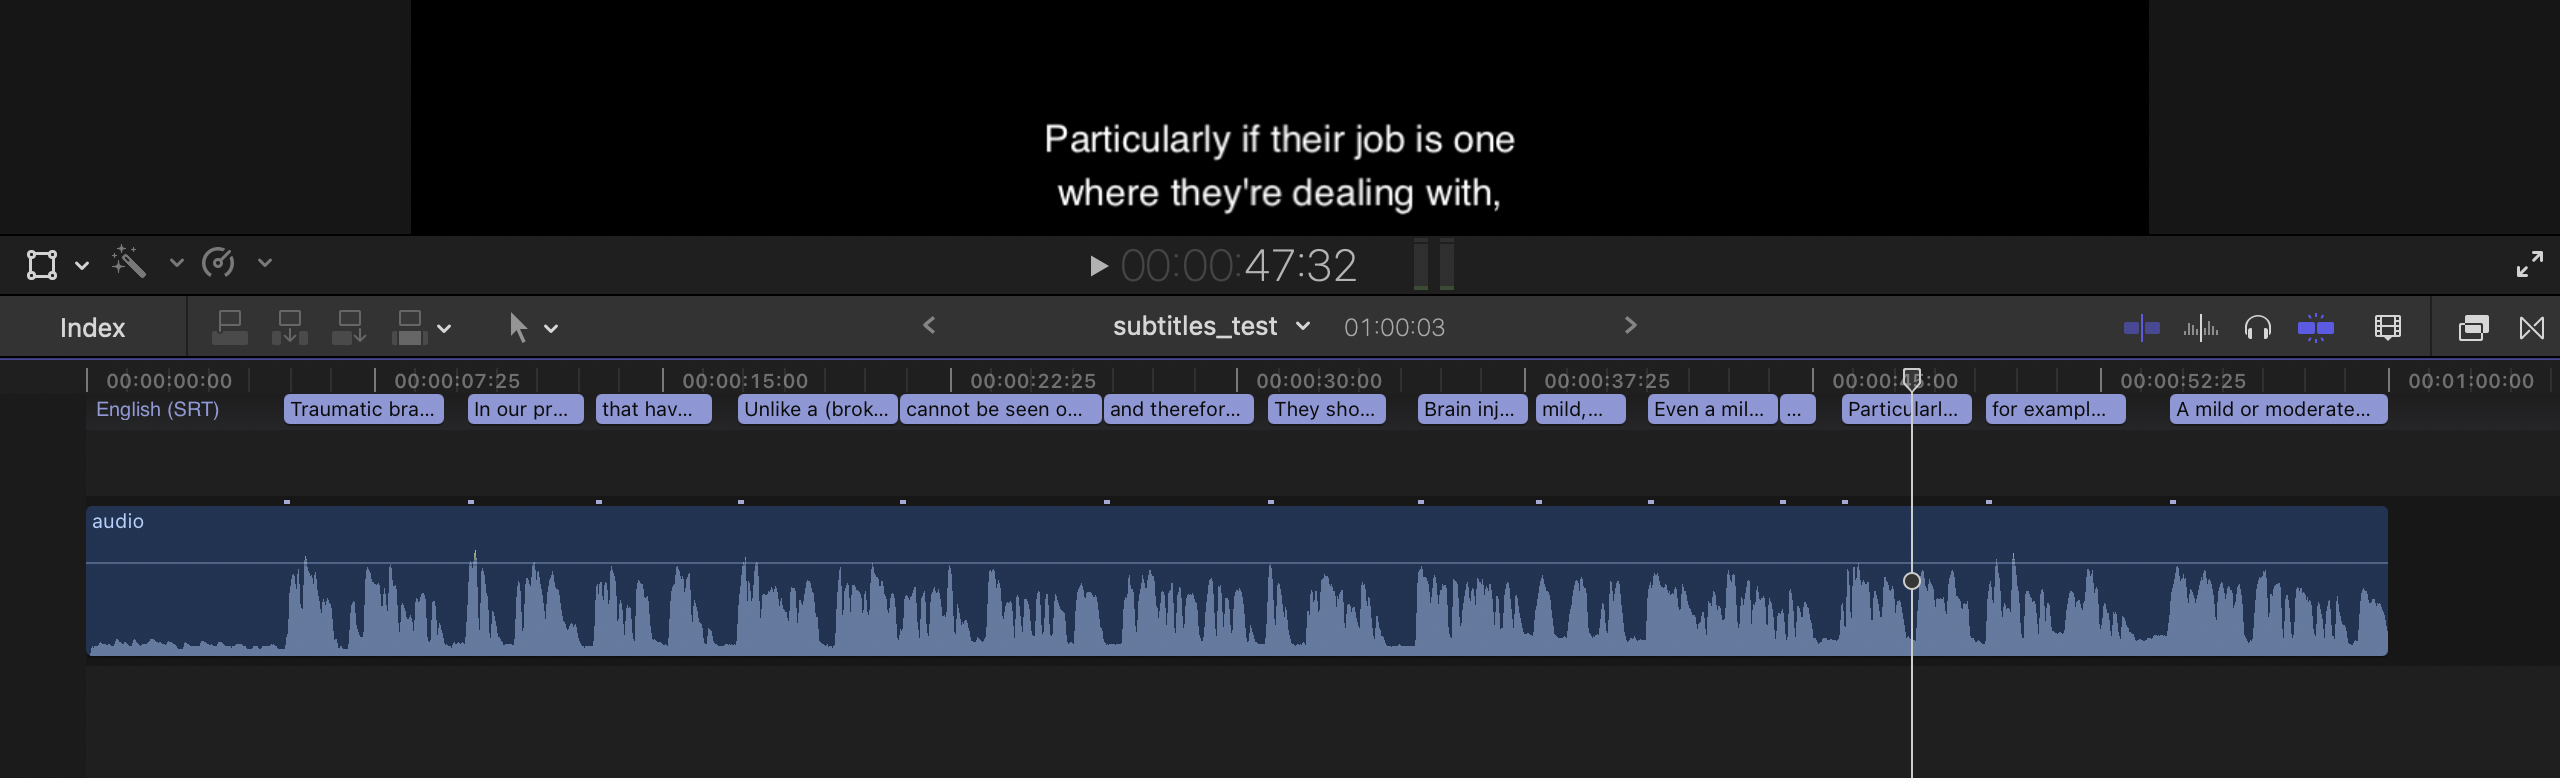 Particularly if their job is one
where they're dealing with,
00:00:47:32
Index
subtitles_test
01:00:03
00:00:00:00
00:00:07:25
00:00:15:00
00:00:22:25
00:00:30:00
00:00:37:25
00:00:45:00
00:00:52:25
00:01:00:00
English (SRT)
Traumatic bra...
In our pr...
that hav...
Unlike a (brok...
cannot be seen o...
and therefor...
They sho...
Brain inj...
mild,...
Even a mil...
...
Particularl...
for exampl...
A mild or moderate...
audio